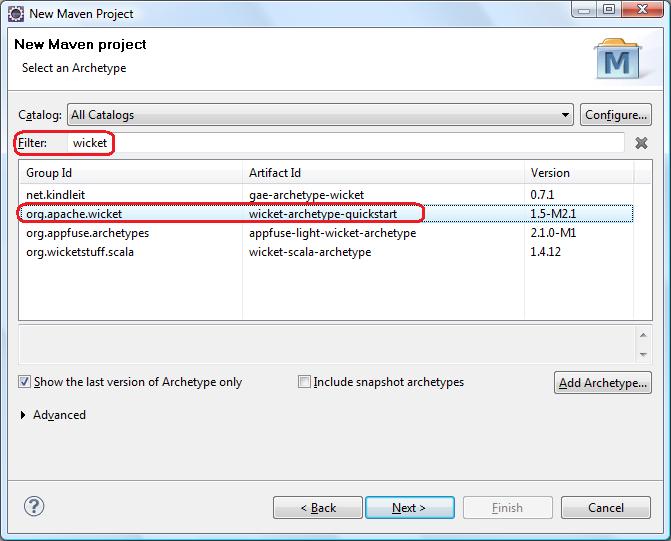 New Maven Project
New Maven project
Select an Archetype
M
Catalog: All Catalogs Configure...
Filter: wicket
Group Id Artifact Id Version
net.kindleit gae-archetype-wicket 0.7.1
org.apache.wicket wicket-archetype-quickstart 1.5-M2.1
org.appfuse.archetypes appfuse-light-wicket-archetype 2.1.0-M1
org.wicketstuff.scala wicket-scala-archetype 1.4.12
Show the last version of Archetype only Include snapshot archetypes Add Archetype...
Advanced
? < Back Next > Finish Cancel